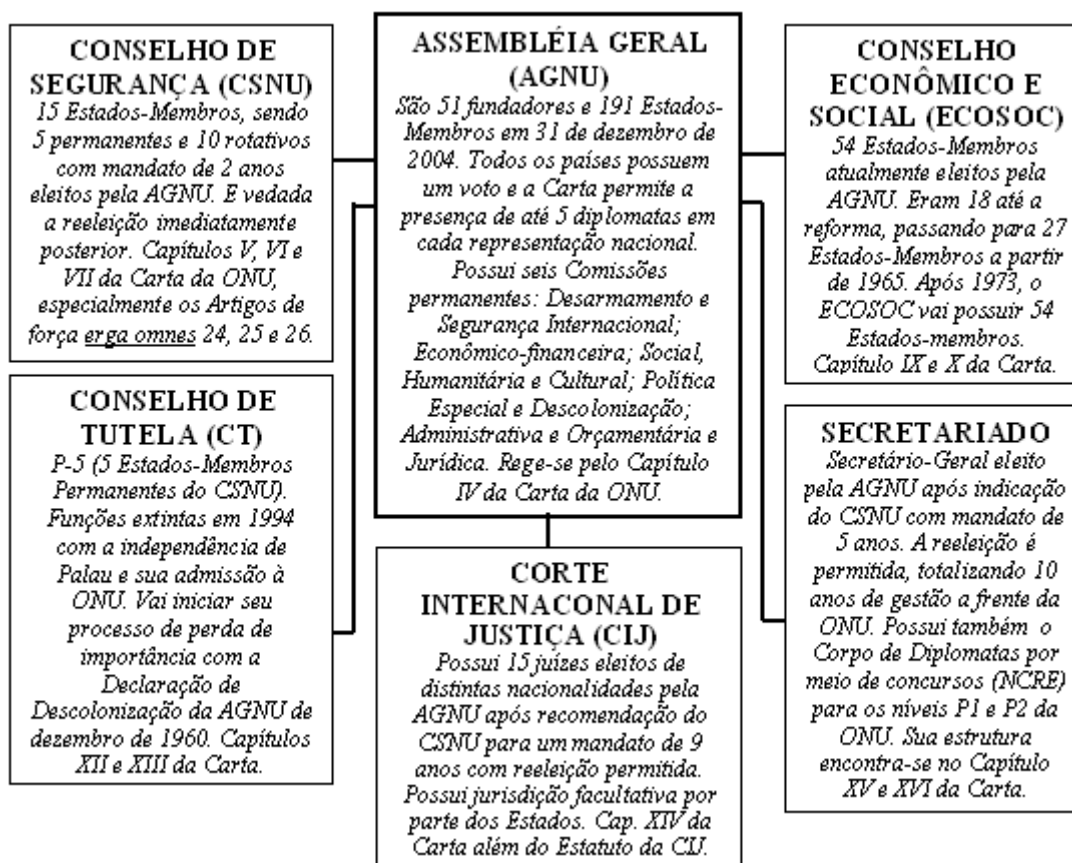 CONSELHO DE
SEGURANÇA (CSNU)
15 Estados-Membros, sendo
5 permanentes e 10 rotativos
com mandato de 2 anos
eleitos pela AGNU. E vedada
a reeleição imediatamente
posterior. Capítulos V, VI e
VII da Carta da ONU,
especialmente os Artigos de
força erga omnes 24, 25 e 26.
CONSELHO DE
TUTELA (CT)
P-5 (5 Estados-Membros
Permanentes do CSNU).
Funções extintas em 1994
com a independência de
Palau e sua admissão à
ONU. Vai iniciar seu
processo de perda de
importância com a
Declaração de
Descolonização da AGNU de
dezembro de 1960. Capítulos
XII e XIII da Carta.
ASSEMBLÉIA GERAL
(AGNU)
São 51 fundadores e 191 Estados-
Membros em 31 de dezembro de
2004. Todos os países possuem
um voto e a Carta permite a
presença de até 5 diplomatas em
cada representação nacional.
Possui seis Comissões
permanentes: Desarmamento e
Segurança Internacional;
Econômico-financeira; Social,
Humanitária e Cultural; Política
Especial e Descolonização;
Administrativa e Orçamentária e
Jurídica. Rege-se pelo Capítulo
IV da Carta da ONU.
CORTE
INTERNACONAL DE
JUSTIÇA (CIJ)
Possui 15 juízes eleitos de
distintas nacionalidades pela
AGNU após recomendação do
CSNU para um mandato de 9
anos com reeleição permitida.
Possui jurisdição facultativa por
parte dos Estados. Cap. XIV da
Carta além do Estatuto da CIJ.
CONSELHO
ECONÔMICO E
SOCIAL (ECOSOC)
54 Estados-Membros
atualmente eleitos pela
AGNU. Eram 18 até a
reforma, passando para 27
Estados-Membros a partir
de 1965. Após 1973, o
ECOSOC vai possuir 54
Estados-membros.
Capítulo IX e X da Carta.
SECRETARIADO
Secretário-Geral eleito
pela AGNU após indicação
do CSNU com mandato de
5 anos. A reeleição é
permitida, totalizando 10
anos de gestão a frente da
ONU. Possui também o
Corpo de Diplomatas por
meio de concursos (NCRE)
para os níveis P1 e P2 da
ONU. Sua estrutura
encontra-se no Capítulo
XV e XVI da Carta.